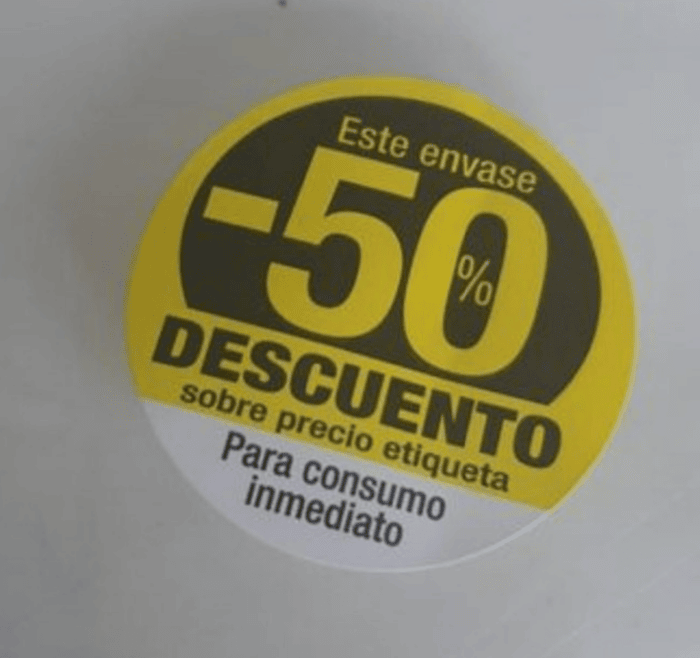 Este envase
-50%
DESCUENTO
sobre precio etiqueta
Para consumo
inmediato